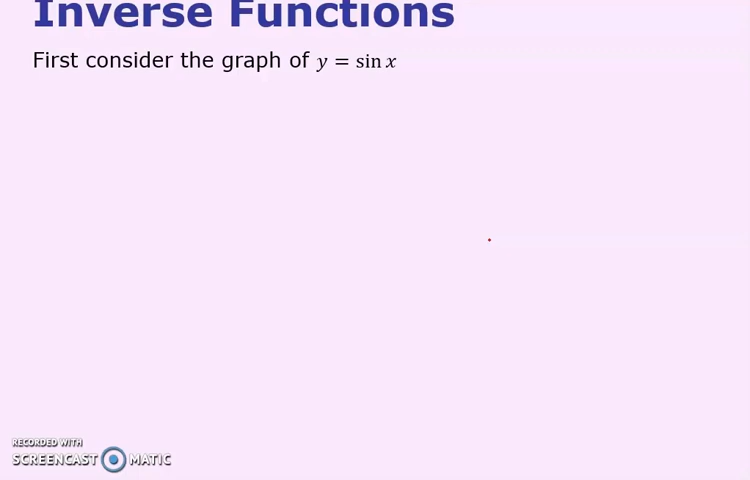 Inverse Functions
First consider the graph of y = sin x
RECORDED WITH
SCREENCAST MATIC